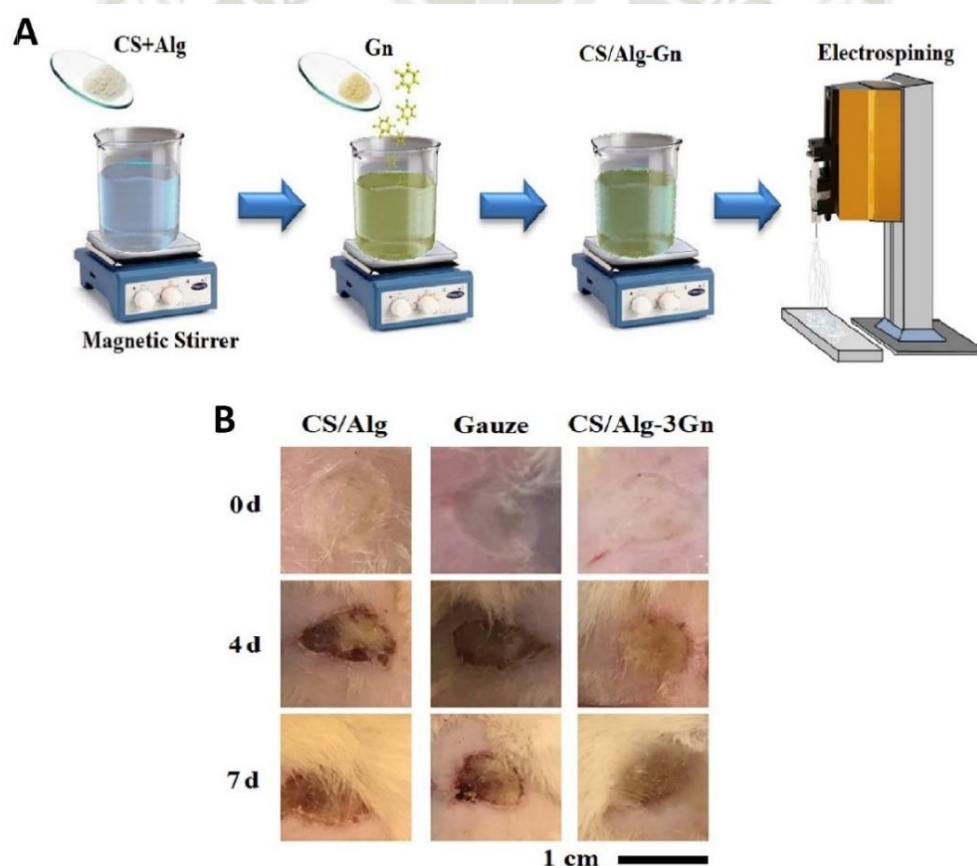 A
CS+Alg
Gn
CS/Alg-Gn
Electrospining
Magnetic Stirrer
B
CS/Alg Gauze CS/Alg-3Gn
0 d
4 d
7 d
1 cm